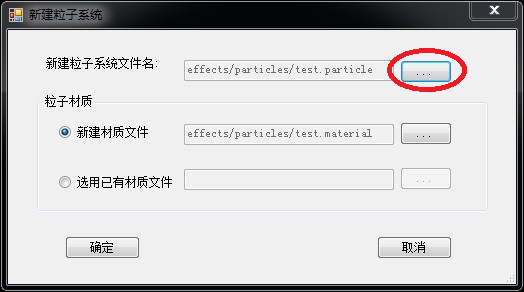 新建粒子系统
新建粒子系统文件名: effects/particles/test.particle ...
粒子材质
新建材质文件 effects/particles/test.material ...
选用已有材质文件 ...
确定 取消